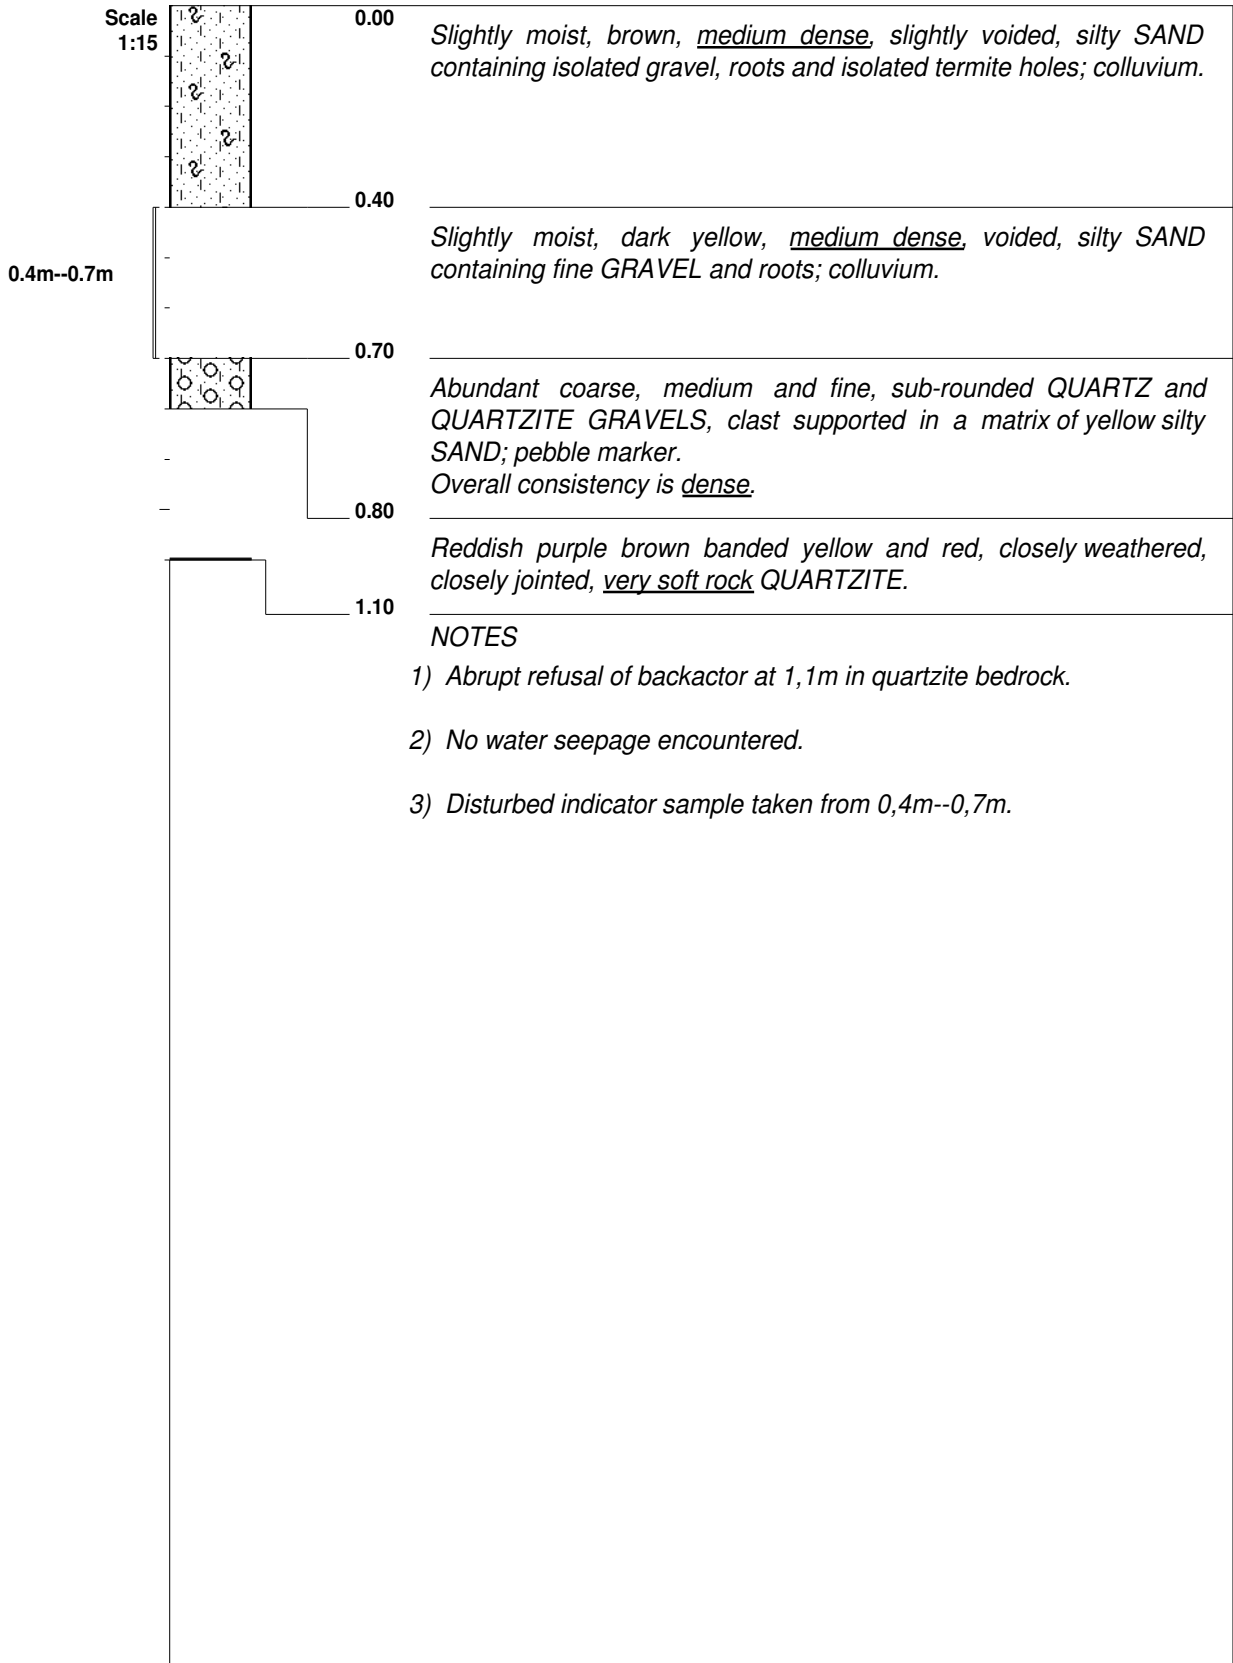 Scale
1:15
0.00
Slightly moist, brown, medium dense, slightly voided, silty SAND
containing isolated gravel, roots and isolated termite holes; colluvium.
0.40
0.4m--0.7m
Slightly moist, dark yellow, medium dense, voided, silty SAND
containing fine GRAVEL and roots; colluvium.
0.70
Abundant coarse, medium and fine, sub-rounded QUARTZ and
QUARTZITE GRAVELS, clast supported in a matrix of yellow silty
SAND; pebble marker.
Overall consistency is dense.
0.80
Reddish purple brown banded yellow and red, closely weathered,
closely jointed, very soft rock QUARTZITE.
1.10
NOTES
1) Abrupt refusal of backactor at 1,1m in quartzite bedrock.
2) No water seepage encountered.
3) Disturbed indicator sample taken from 0,4m--0,7m.